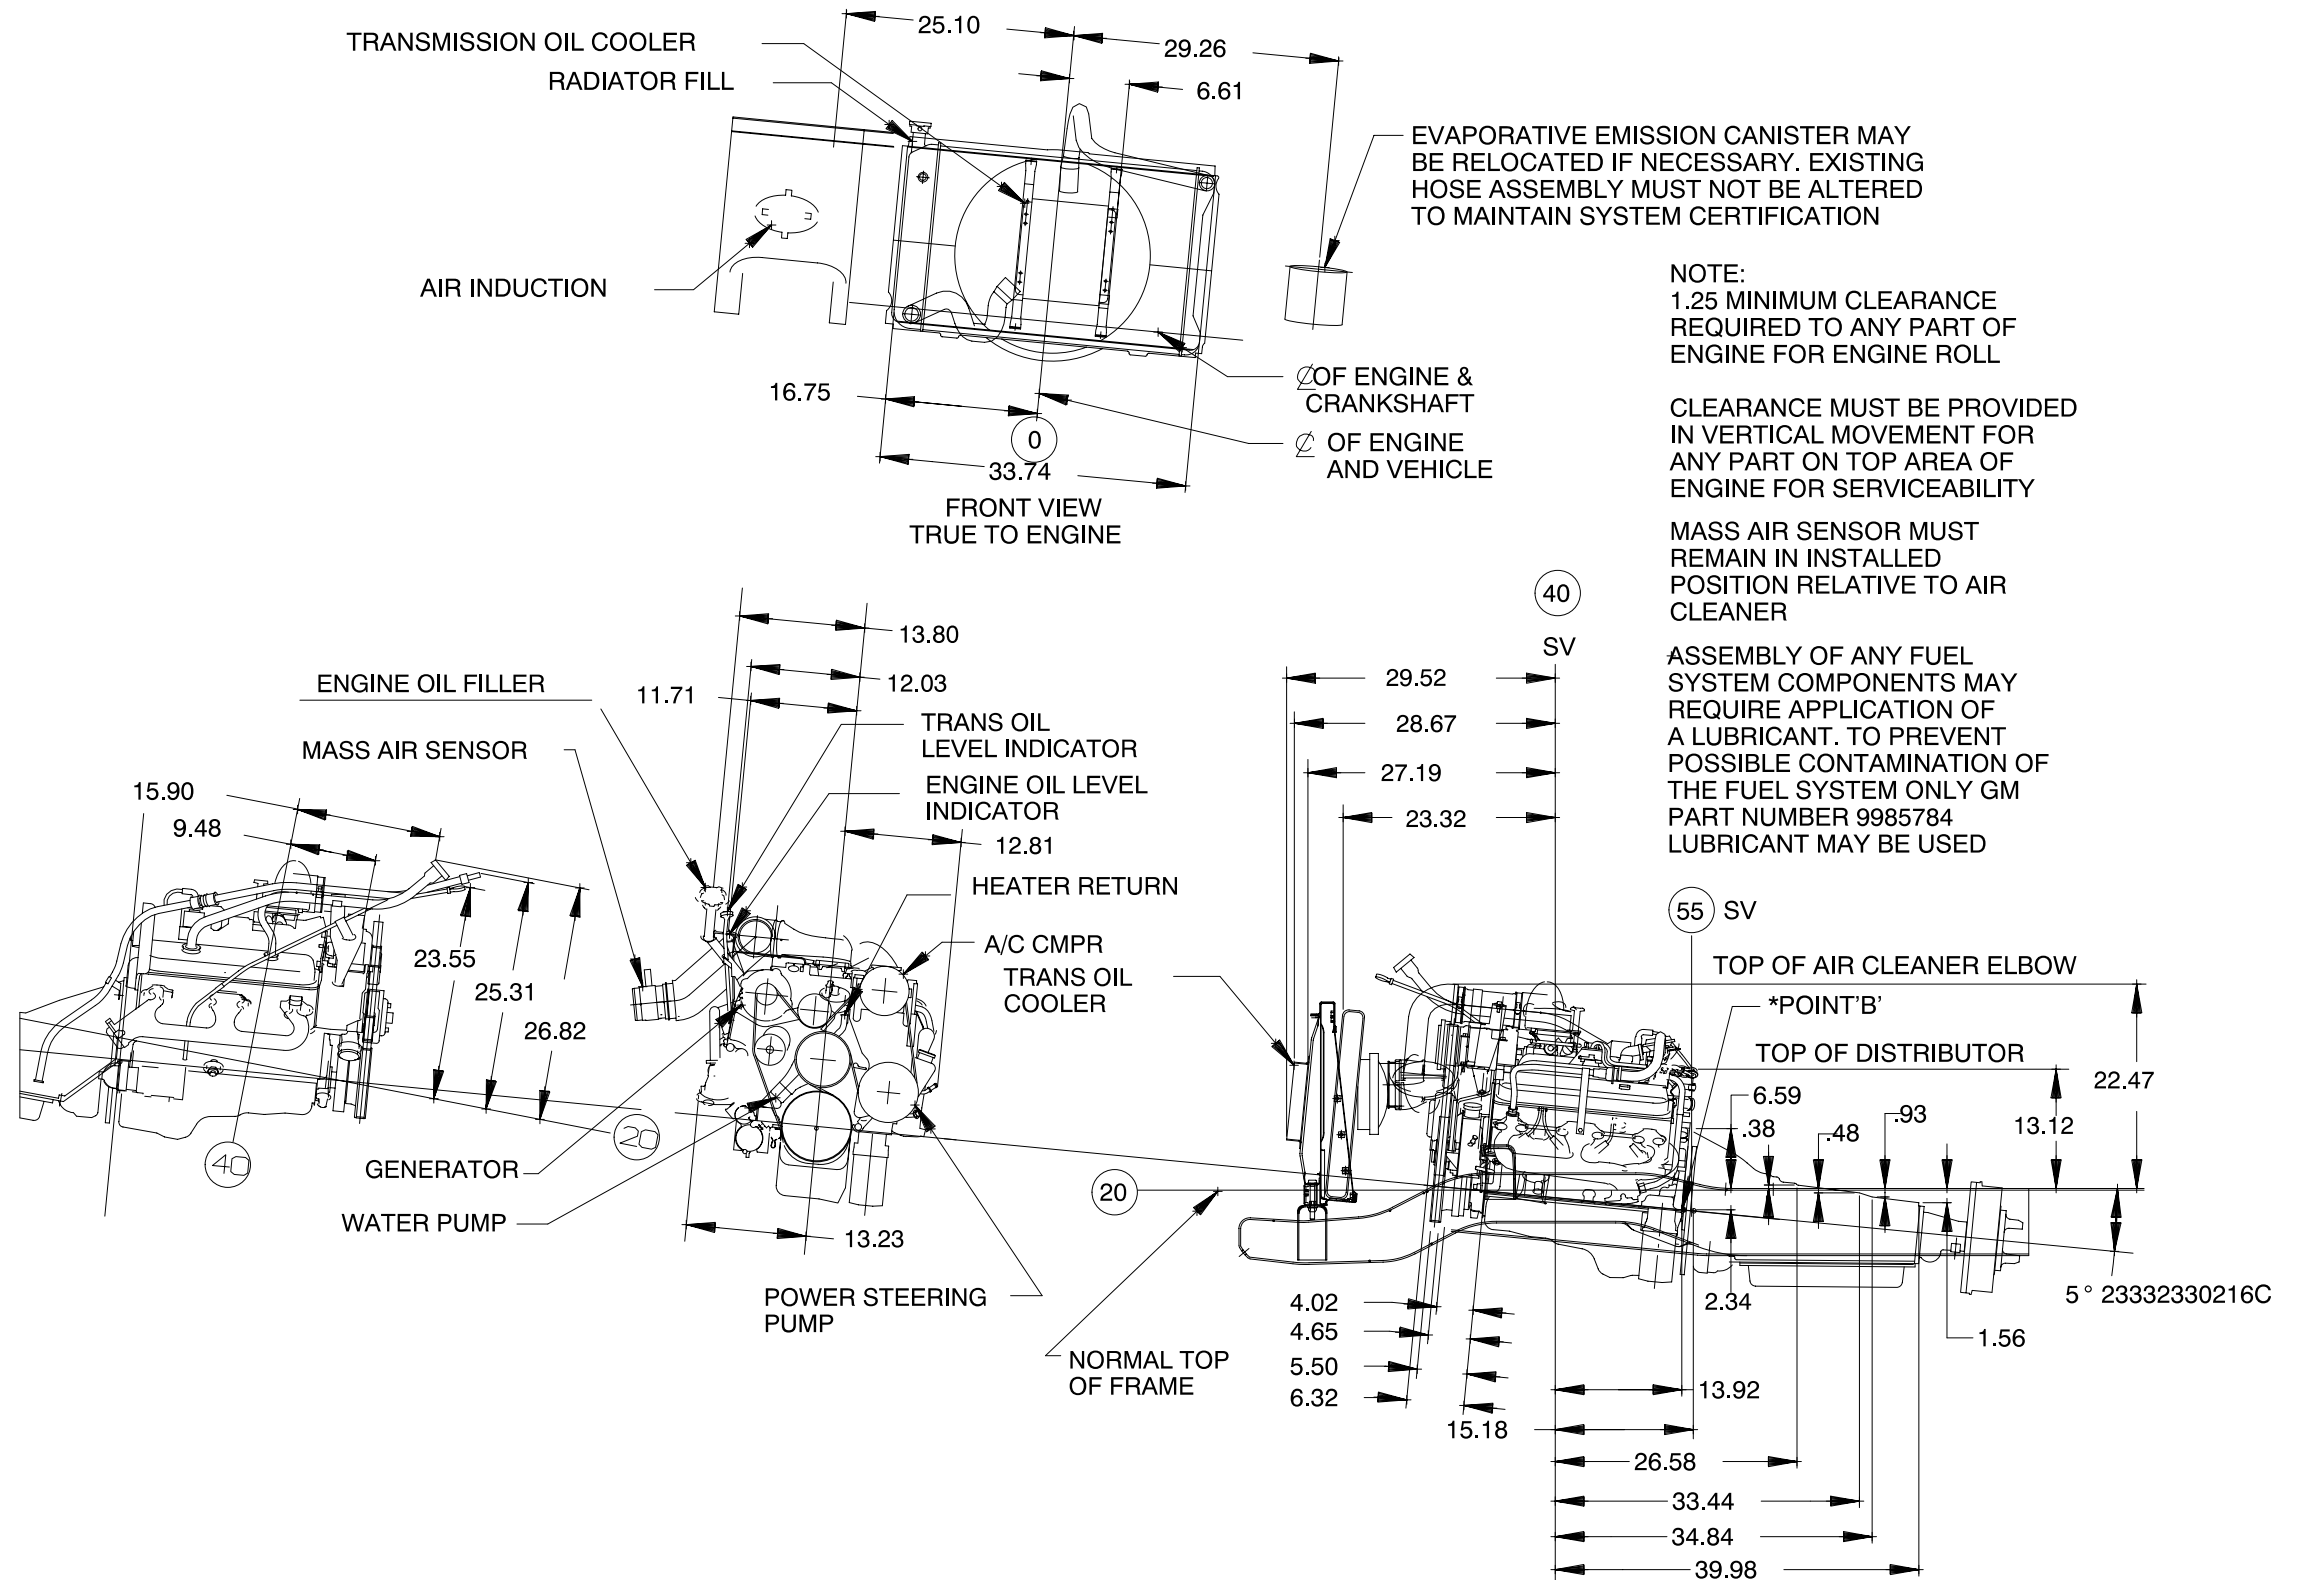 25.10
TRANSMISSION OIL COOLER
29.26
RADIATOR FILL
6.61
EVAPORATIVE EMISSION CANISTER MAY
BE RELOCATED IF NECESSARY. EXISTING
HOSE ASSEMBLY MUST NOT BE ALTERED
TO MAINTAIN SYSTEM CERTIFICATION
AIR INDUCTION
NOTE:
1.25 MINIMUM CLEARANCE
REQUIRED TO ANY PART OF
ENGINE FOR ENGINE ROLL
CLEARANCE MUST BE PROVIDED
IN VERTICAL MOVEMENT FOR
ANY PART ON TOP AREA OF
ENGINE FOR SERVICEABILITY
MASS AIR SENSOR MUST
REMAIN IN INSTALLED
POSITION RELATIVE TO AIR
CLEANER
ASSEMBLY OF ANY FUEL
SYSTEM COMPONENTS MAY
REQUIRE APPLICATION OF
A LUBRICANT. TO PREVENT
POSSIBLE CONTAMINATION OF
THE FUEL SYSTEM ONLY GM
PART NUMBER 9985784
LUBRICANT MAY BE USED
℄ OF ENGINE &
CRANKSHAFT
16.75
0
℄ OF ENGINE
AND VEHICLE
33.74
FRONT VIEW
TRUE TO ENGINE
13.80
12.03
11.71
ENGINE OIL FILLER
MASS AIR SENSOR
TRANS OIL
LEVEL INDICATOR
ENGINE OIL LEVEL
INDICATOR
12.81
HEATER RETURN
A/C CMPR
15.90
9.48
23.55
25.31
26.82
20
40
GENERATOR
WATER PUMP
13.23
POWER STEERING
PUMP
40
SV
29.52
28.67
27.19
23.32
55 SV
TRANS OIL
COOLER
TOP OF AIR CLEANER ELBOW
*POINT'B'
TOP OF DISTRIBUTOR
22.47
6.59
.38
.48
.93
13.12
20
NORMAL TOP
OF FRAME
2.34
5° 23332330216C
1.56
4.02
4.65
5.50
6.32
13.92
15.18
26.58
33.44
34.84
39.98